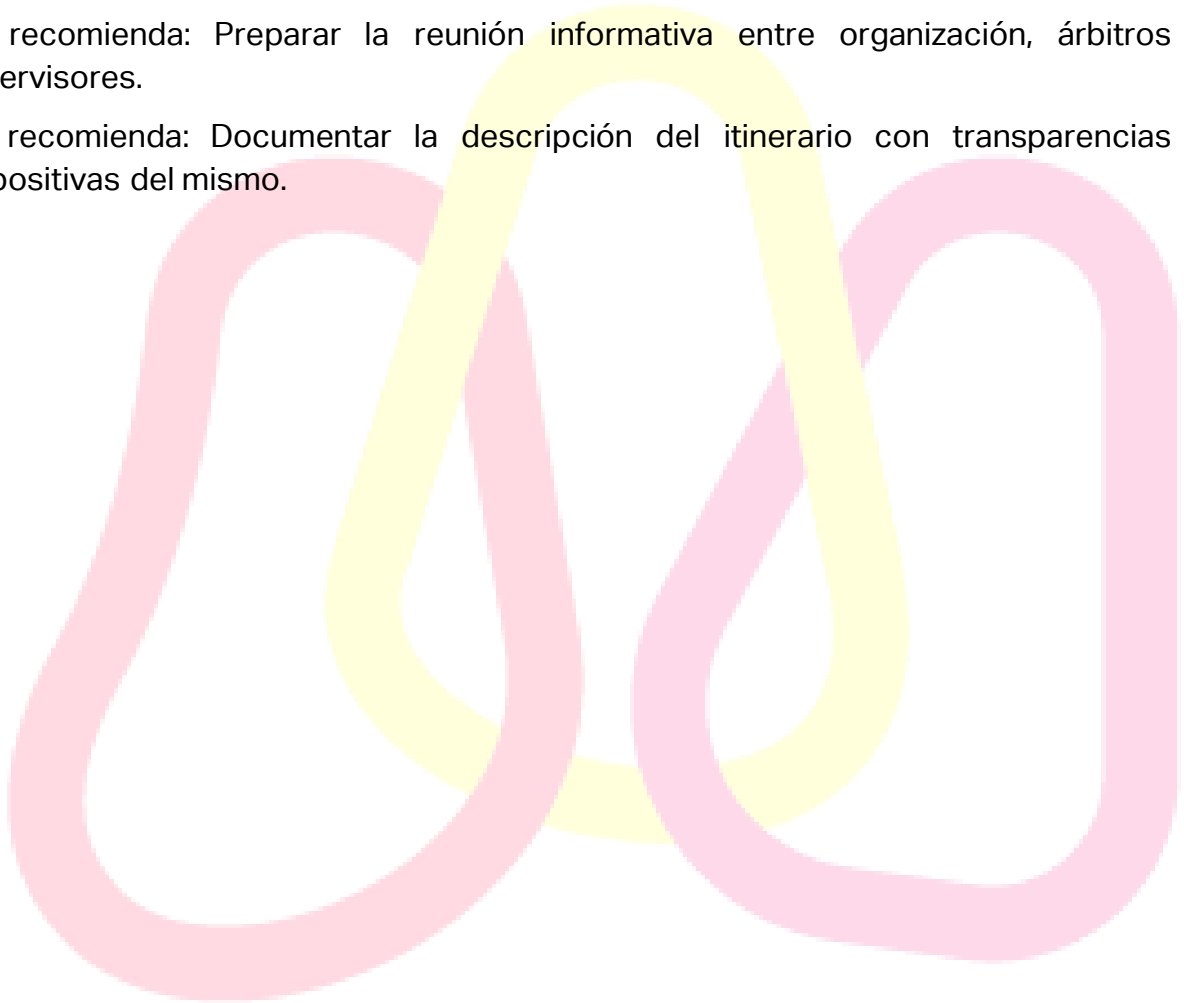 recomienda: Preparar la reunión informativa entre organización, árbitros
ervisores.
recomienda: Documentar la descripción del itinerario con transparencias
positivas del mismo.